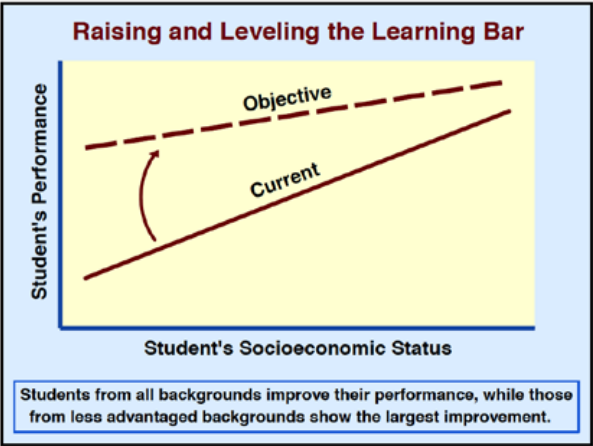 Raising and Leveling the Learning Bar
Student's Performance
Objective
Current
Student's Socioeconomic Status
Students from all backgrounds improve their performance, while those
from less advantaged backgrounds show the largest improvement.